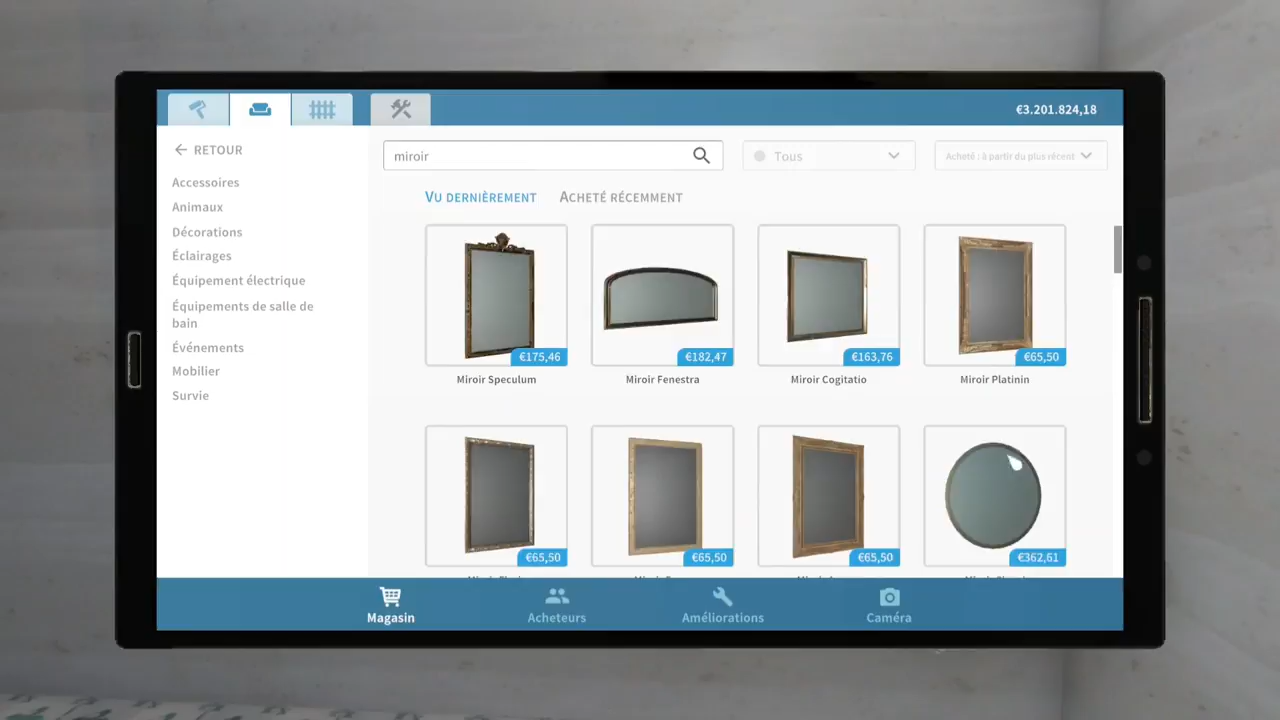 €3.201.824,18
RETOUR
miroir
Tous
Acheté : à partir du plus récent
Accessoires
Animaux
Décorations
Éclairages
Équipement électrique
Équipements de salle de
bain
Événements
Mobilier
Survie
VU DERNIÈREMENT
ACHETÉ RÉCEMMENT
€175,46
€182,47
€163,76
€65,50
Miroir Speculum
Miroir Fenestra
Miroir Cogitatio
Miroir Platinin
€65,50
€65,50
€65,50
€362,61
Magasin
Acheteurs
Améliorations
Caméra